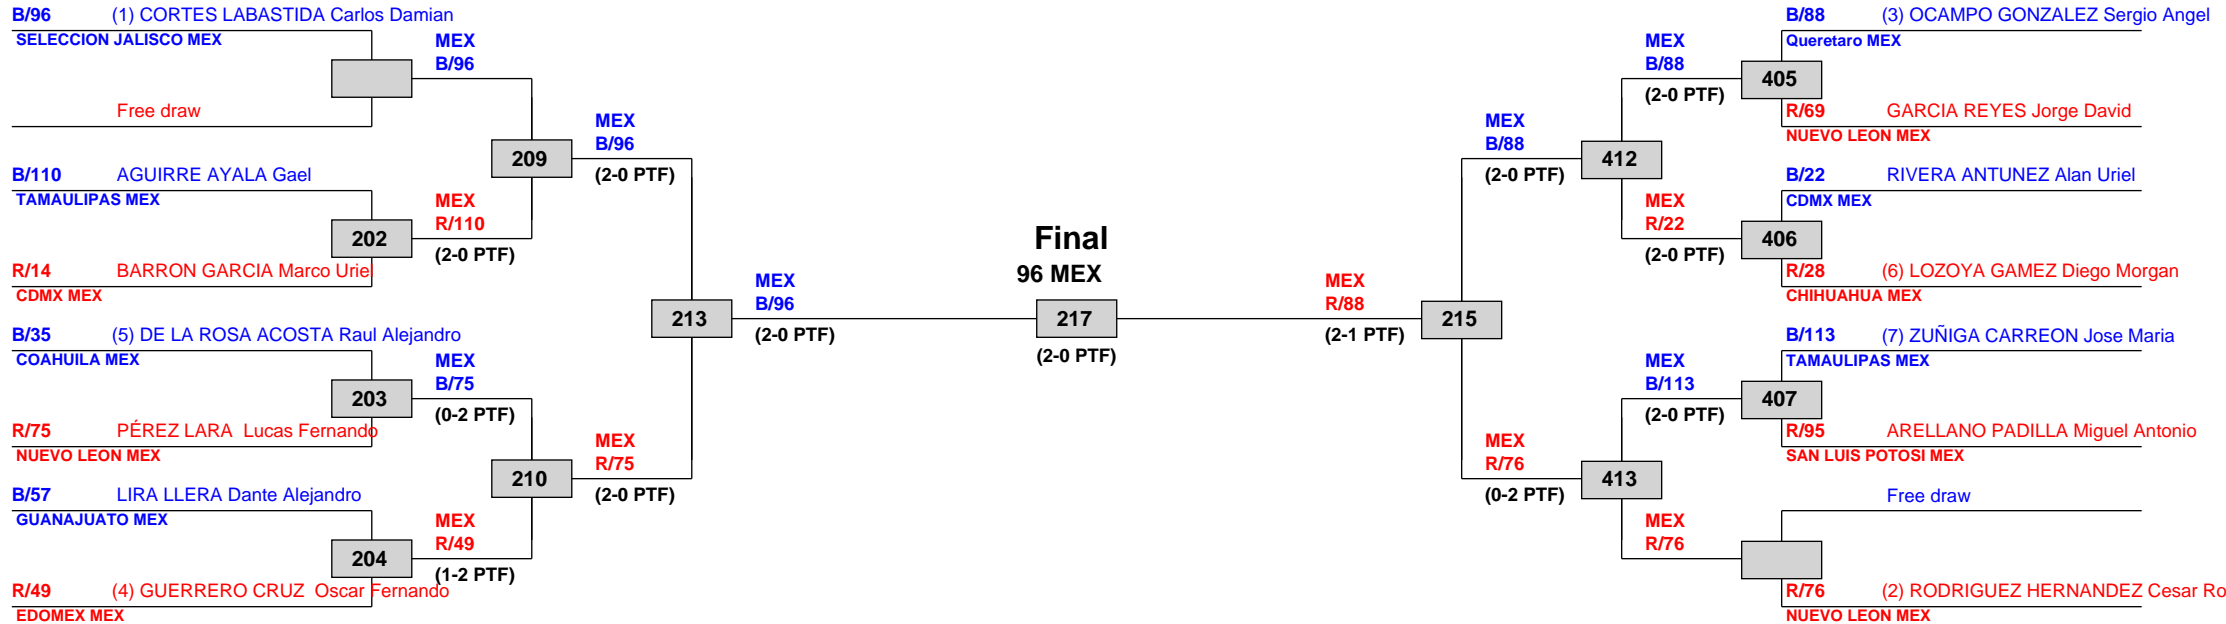 B/96 (1) CORTES LABASTIDA Carlos Damian
SELECCION JALISCO MEX
Free draw
B/110 AGUIRRE AYALA Gael
TAMAULIPAS MEX
202
R/14 BARRON GARCIA Marco Uriel
CDMX MEX
B/35 (5) DE LA ROSA ACOSTA Raul Alejandro
COAHUILA MEX
203
R/75 PÉREZ LARA  Lucas Fernando
NUEVO LEON MEX
B/57 LIRA LLERA Dante Alejandro
GUANAJUATO MEX
204
R/49 (4) GUERRERO CRUZ  Oscar Fernando
EDOMEX MEX
MEX
B/96
209
MEX
R/110
(2-0 PTF)
MEX
B/75
(0-2 PTF)
210
MEX
R/49
(1-2 PTF)
MEX
B/96
(2-0 PTF)
213
MEX
R/75
(2-0 PTF)
MEX
B/96
(2-0 PTF)
Final
96 MEX
217
(2-0 PTF)
MEX
R/88
(2-1 PTF)
215
MEX
B/88
(2-0 PTF)
MEX
R/76
(0-2 PTF)
MEX
B/88
(2-0 PTF)
412
MEX
R/22
(2-0 PTF)
MEX
B/113
(2-0 PTF)
413
MEX
R/76
B/88 (3) OCAMPO GONZALEZ Sergio Angel
Queretaro MEX
405
R/69 GARCIA REYES Jorge David
NUEVO LEON MEX
B/22 RIVERA ANTUNEZ Alan Uriel
CDMX MEX
406
R/28 (6) LOZOYA GAMEZ Diego Morgan
CHIHUAHUA MEX
B/113 (7) ZUÑIGA CARREON Jose Maria
TAMAULIPAS MEX
407
R/95 ARELLANO PADILLA Miguel Antonio
SAN LUIS POTOSI MEX
Free draw
R/76 (2) RODRIGUEZ HERNANDEZ Cesar Ro
NUEVO LEON MEX